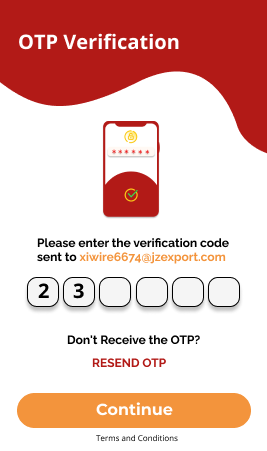 OTP Verification
******
Please enter the verification code
sent to xiwire6674@jzexport.com
2 3
Don't Receive the OTP?
RESEND OTP
Continue
Terms and Conditions